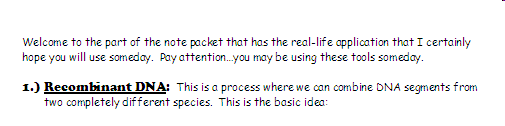 Welcome to the part of the note packet that has the real-life application that I certainly
hope you will use someday.  Pay attention...you may be using these tools someday.
1.) Recombinant DNA:  This is a process where we can combine DNA segments from
two completely different species.  This is the basic idea: